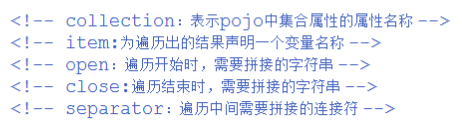 <!-- collection：表示pojo中集合属性的属性名称 -->
<!-- item:为遍历出的结果声明一个变量名称 -->
<!-- open：遍历开始时，需要拼接的字符串 -->
<!-- close:遍历结束时，需要拼接的字符串 -->
<!-- separator：遍历中间需要拼接的连接符 -->